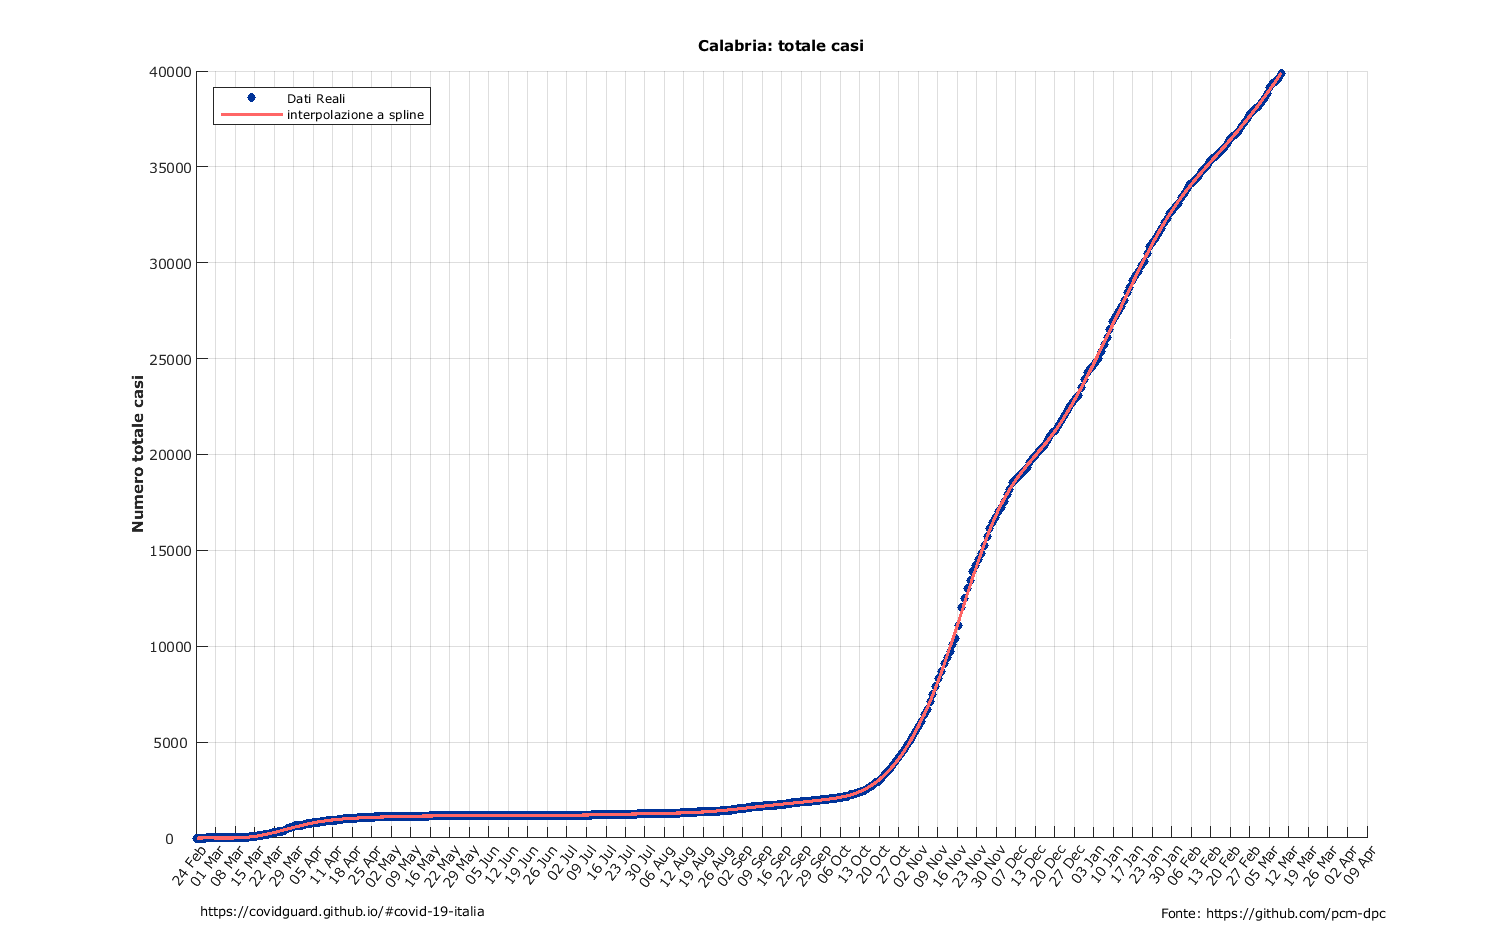 Calabria: totale casi
40000
35000
30000
25000
20000
15000
10000
5000
0
Numero totale casi
Dati Reali
interpolazione a spline
24 Feb
01 Mar
08 Mar
15 Mar
22 Mar
29 Mar
05 Apr
11 Apr
18 Apr
25 Apr
02 May
09 May
16 May
22 May
29 May
05 Jun
12 Jun
19 Jun
26 Jun
02 Jul
09 Jul
16 Jul
23 Jul
30 Jul
06 Aug
12 Aug
19 Aug
26 Aug
02 Sep
09 Sep
16 Sep
22 Sep
29 Sep
06 Oct
13 Oct
20 Oct
27 Oct
02 Nov
09 Nov
16 Nov
23 Nov
30 Nov
07 Dec
13 Dec
20 Dec
27 Dec
03 Jan
10 Jan
17 Jan
23 Jan
30 Jan
06 Feb
13 Feb
20 Feb
27 Feb
05 Mar
12 Mar
19 Mar
26 Mar
02 Apr
09 Apr
https://covidguard.github.io/#covid-19-italia
Fonte: https://github.com/pcm-dpc